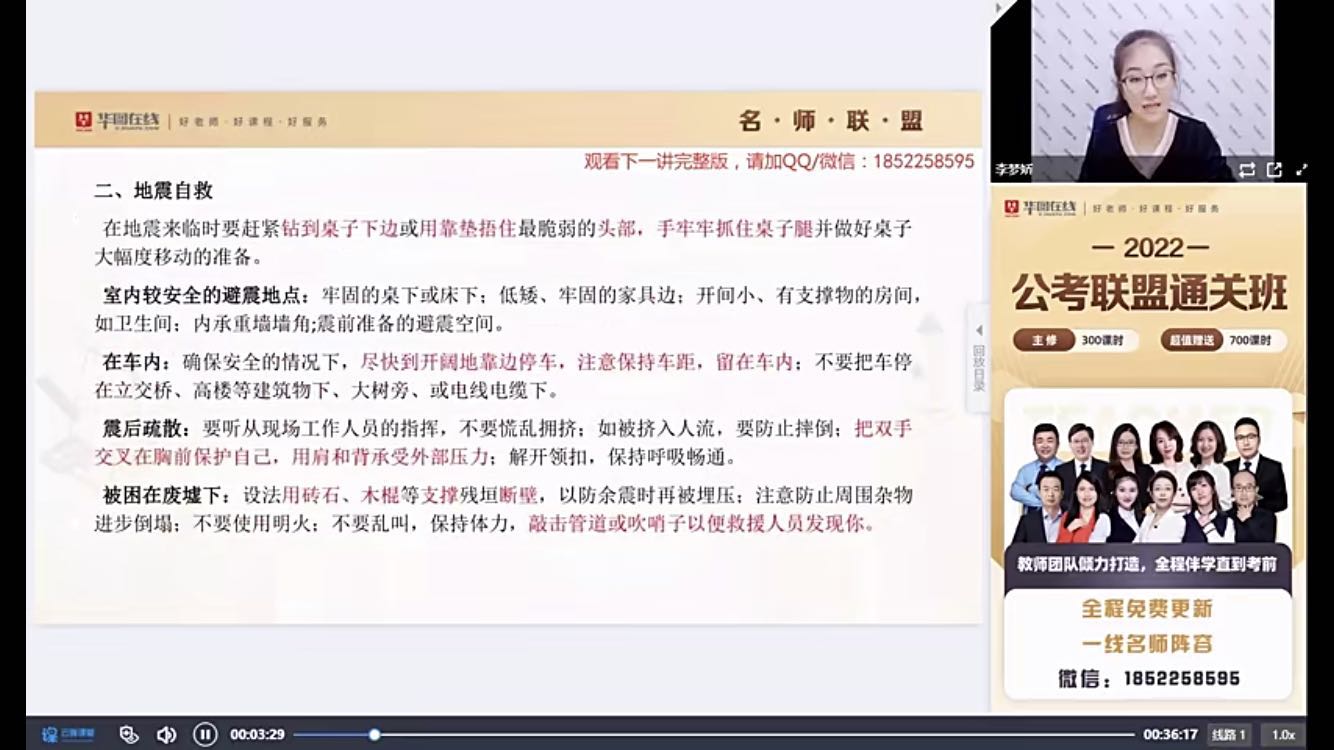 华图在线 | 好老师·好课程·好服务
名·师·联·盟
观看下一讲完整版，请加QQ/微信：1852258595
二、地震自救
在地震来临时要赶紧钻到桌子下边或用靠垫捂住最脆弱的头部，手牢牢抓住桌子腿并做好桌子
大幅度移动的准备。
室内较安全的避震地点：牢固的桌下或床下；低矮、牢固的家具边；开间小、有支撑物的房间，
如卫生间；内承重墙墙角;震前准备的避震空间。
在车内：确保安全的情况下，尽快到开阔地靠边停车，注意保持车距，留在车内；不要把车停
在立交桥、高楼等建筑物下、大树旁、或电线电缆下。
震后疏散：要听从现场工作人员的指挥，不要慌乱拥挤；如被挤入人流，要防止摔倒；把双手
交叉在胸前保护自己，用肩和背承受外部压力；解开领扣，保持呼吸畅通。
被困在废墟下：设法用砖石、木棍等支撑残垣断壁，以防余震时再被埋压；注意防止周围杂物
进步倒塌；不要使用明火；不要乱叫，保持体力，敲击管道或吹哨子以便救援人员发现你。
回放目录
李梦娇
华图在线 | 好老师·好课程·好服务
2022
公考联盟通关班
主修 300课时 超值赠送 700课时
TEACHER
教师团队倾力打造，全程伴学直到考前
全程免费更新
一线名师阵容
微信：1852258595
00:03:29
00:36:17 线路 1 1.0x